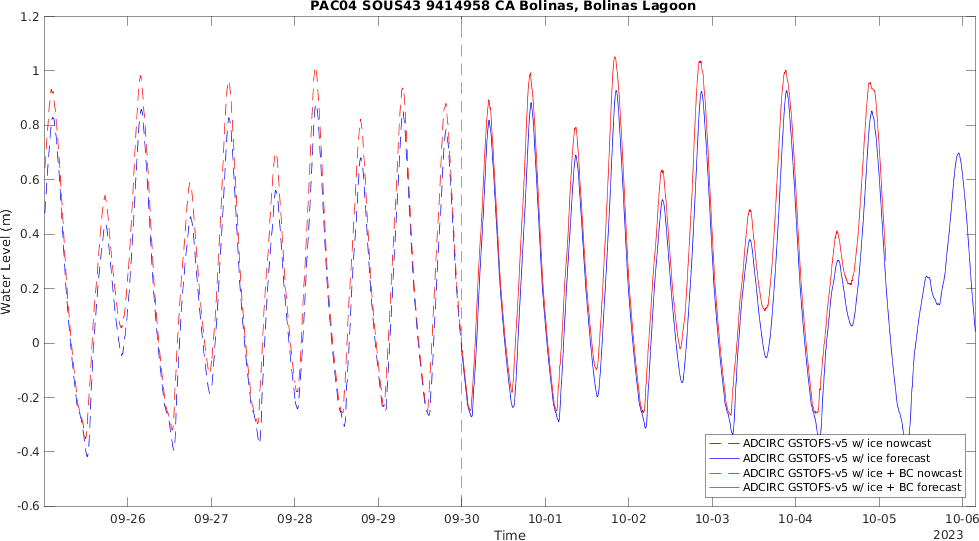 PAC04 SOUS43 9414958 CA Bolinas, Bolinas Lagoon
1.2
1
0.8
0.6
0.4
0.2
0
-0.2
-0.4
-0.6
Water Level (m)
ADCIRC GSTOFS-v5 w/ ice nowcast
ADCIRC GSTOFS-v5 w/ ice forecast
ADCIRC GSTOFS-v5 w/ ice + BC nowcast
ADCIRC GSTOFS-v5 w/ ice + BC forecast
09-26 09-27 09-28 09-29 09-30 10-01 10-02 10-03 10-04 10-05 10-06
Time
2023